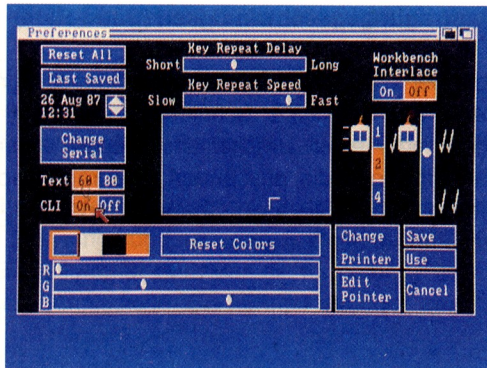 Preferences
Reset All
Last Saved
26 Aug 87
12:31
Change
Serial
Text 60 80
CLI On Off
Key Repeat Delay
Short Long
Key Repeat Speed
Slow Fast
Workbench
Interlace
On Off
1
2
4
Reset Colors
R
G
B
Change
Printer
Edit
Pointer
Save
Use
Cancel